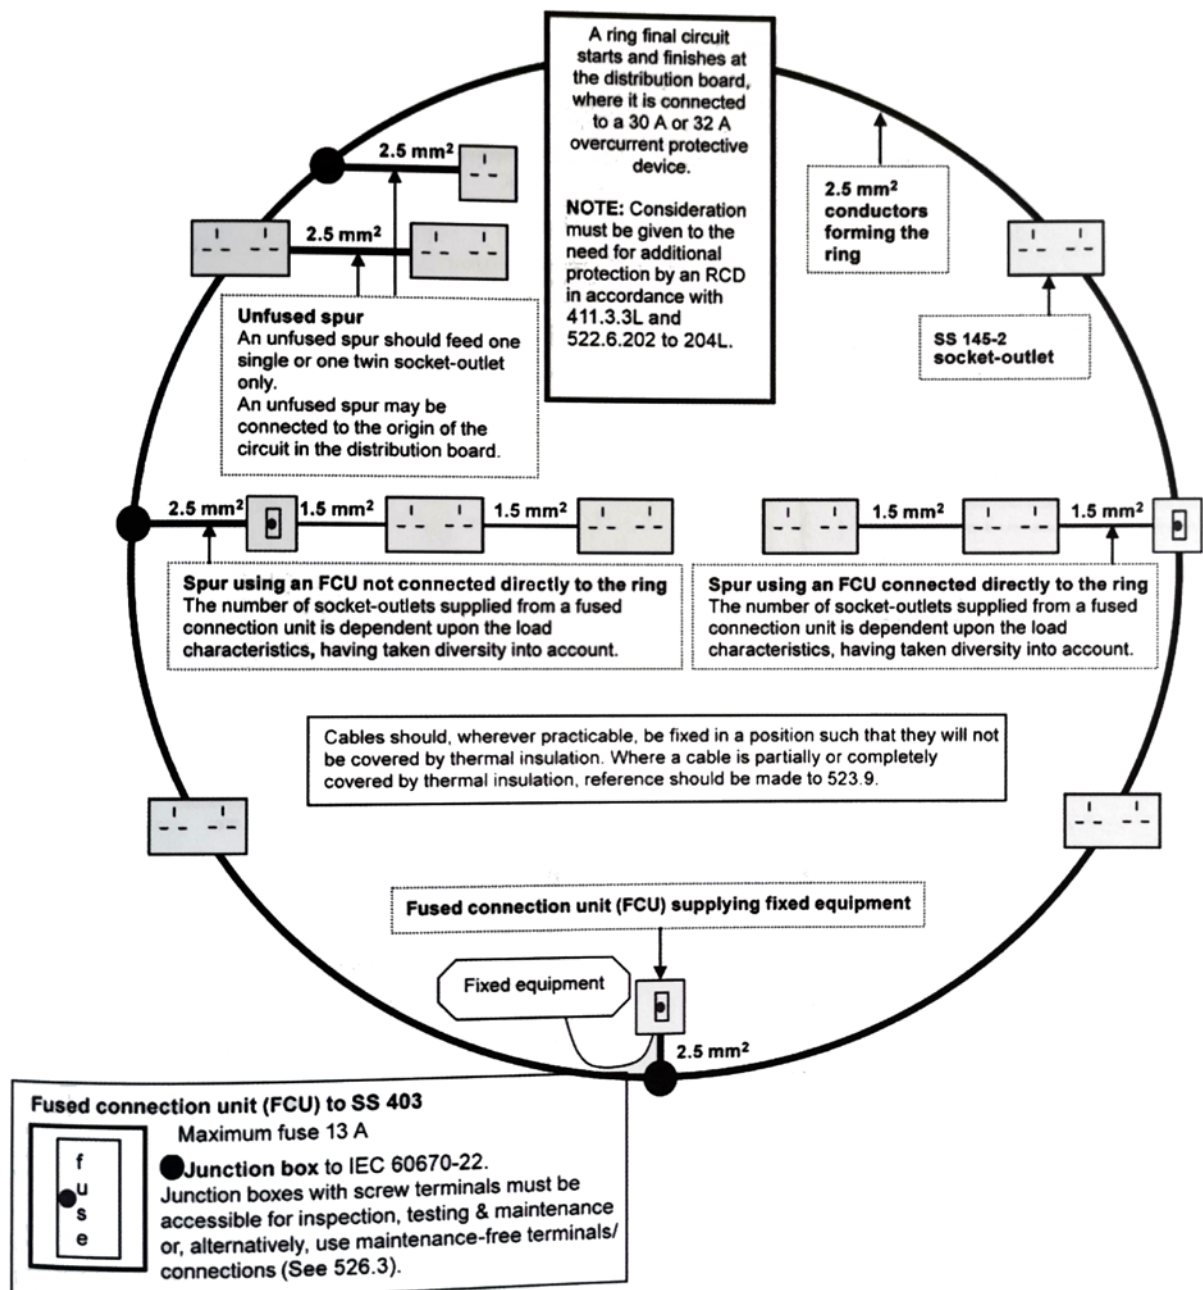 A ring final circuit
starts and finishes at
the distribution board,
where it is connected
to a 30 A or 32 A
overcurrent protective
device.
NOTE: Consideration
must be given to the
need for additional
protection by an RCD
in accordance with
411.3.3L and
522.6.202 to 204L.
2.5 mm²
2.5 mm²
2.5 mm²
conductors
forming the
ring
Unfused spur
An unfused spur should feed one
single or one twin socket-outlet
only.
An unfused spur may be
connected to the origin of the
circuit in the distribution board.
SS 145-2
socket-outlet
2.5 mm²
1.5 mm²
1.5 mm²
1.5 mm²
1.5 mm²
Spur using an FCU not connected directly to the ring
The number of socket-outlets supplied from a fused
connection unit is dependent upon the load
characteristics, having taken diversity into account.
Spur using an FCU connected directly to the ring
The number of socket-outlets supplied from a fused
connection unit is dependent upon the load
characteristics, having taken diversity into account.
Cables should, wherever practicable, be fixed in a position such that they will not
be covered by thermal insulation. Where a cable is partially or completely
covered by thermal insulation, reference should be made to 523.9.
Fused connection unit (FCU) supplying fixed equipment
Fixed equipment
2.5 mm²
Fused connection unit (FCU) to SS 403
Maximum fuse 13 A
f
u
s
e
Junction box to IEC 60670-22.
Junction boxes with screw terminals must be
accessible for inspection, testing & maintenance
or, alternatively, use maintenance-free terminals/
connections (See 526.3).